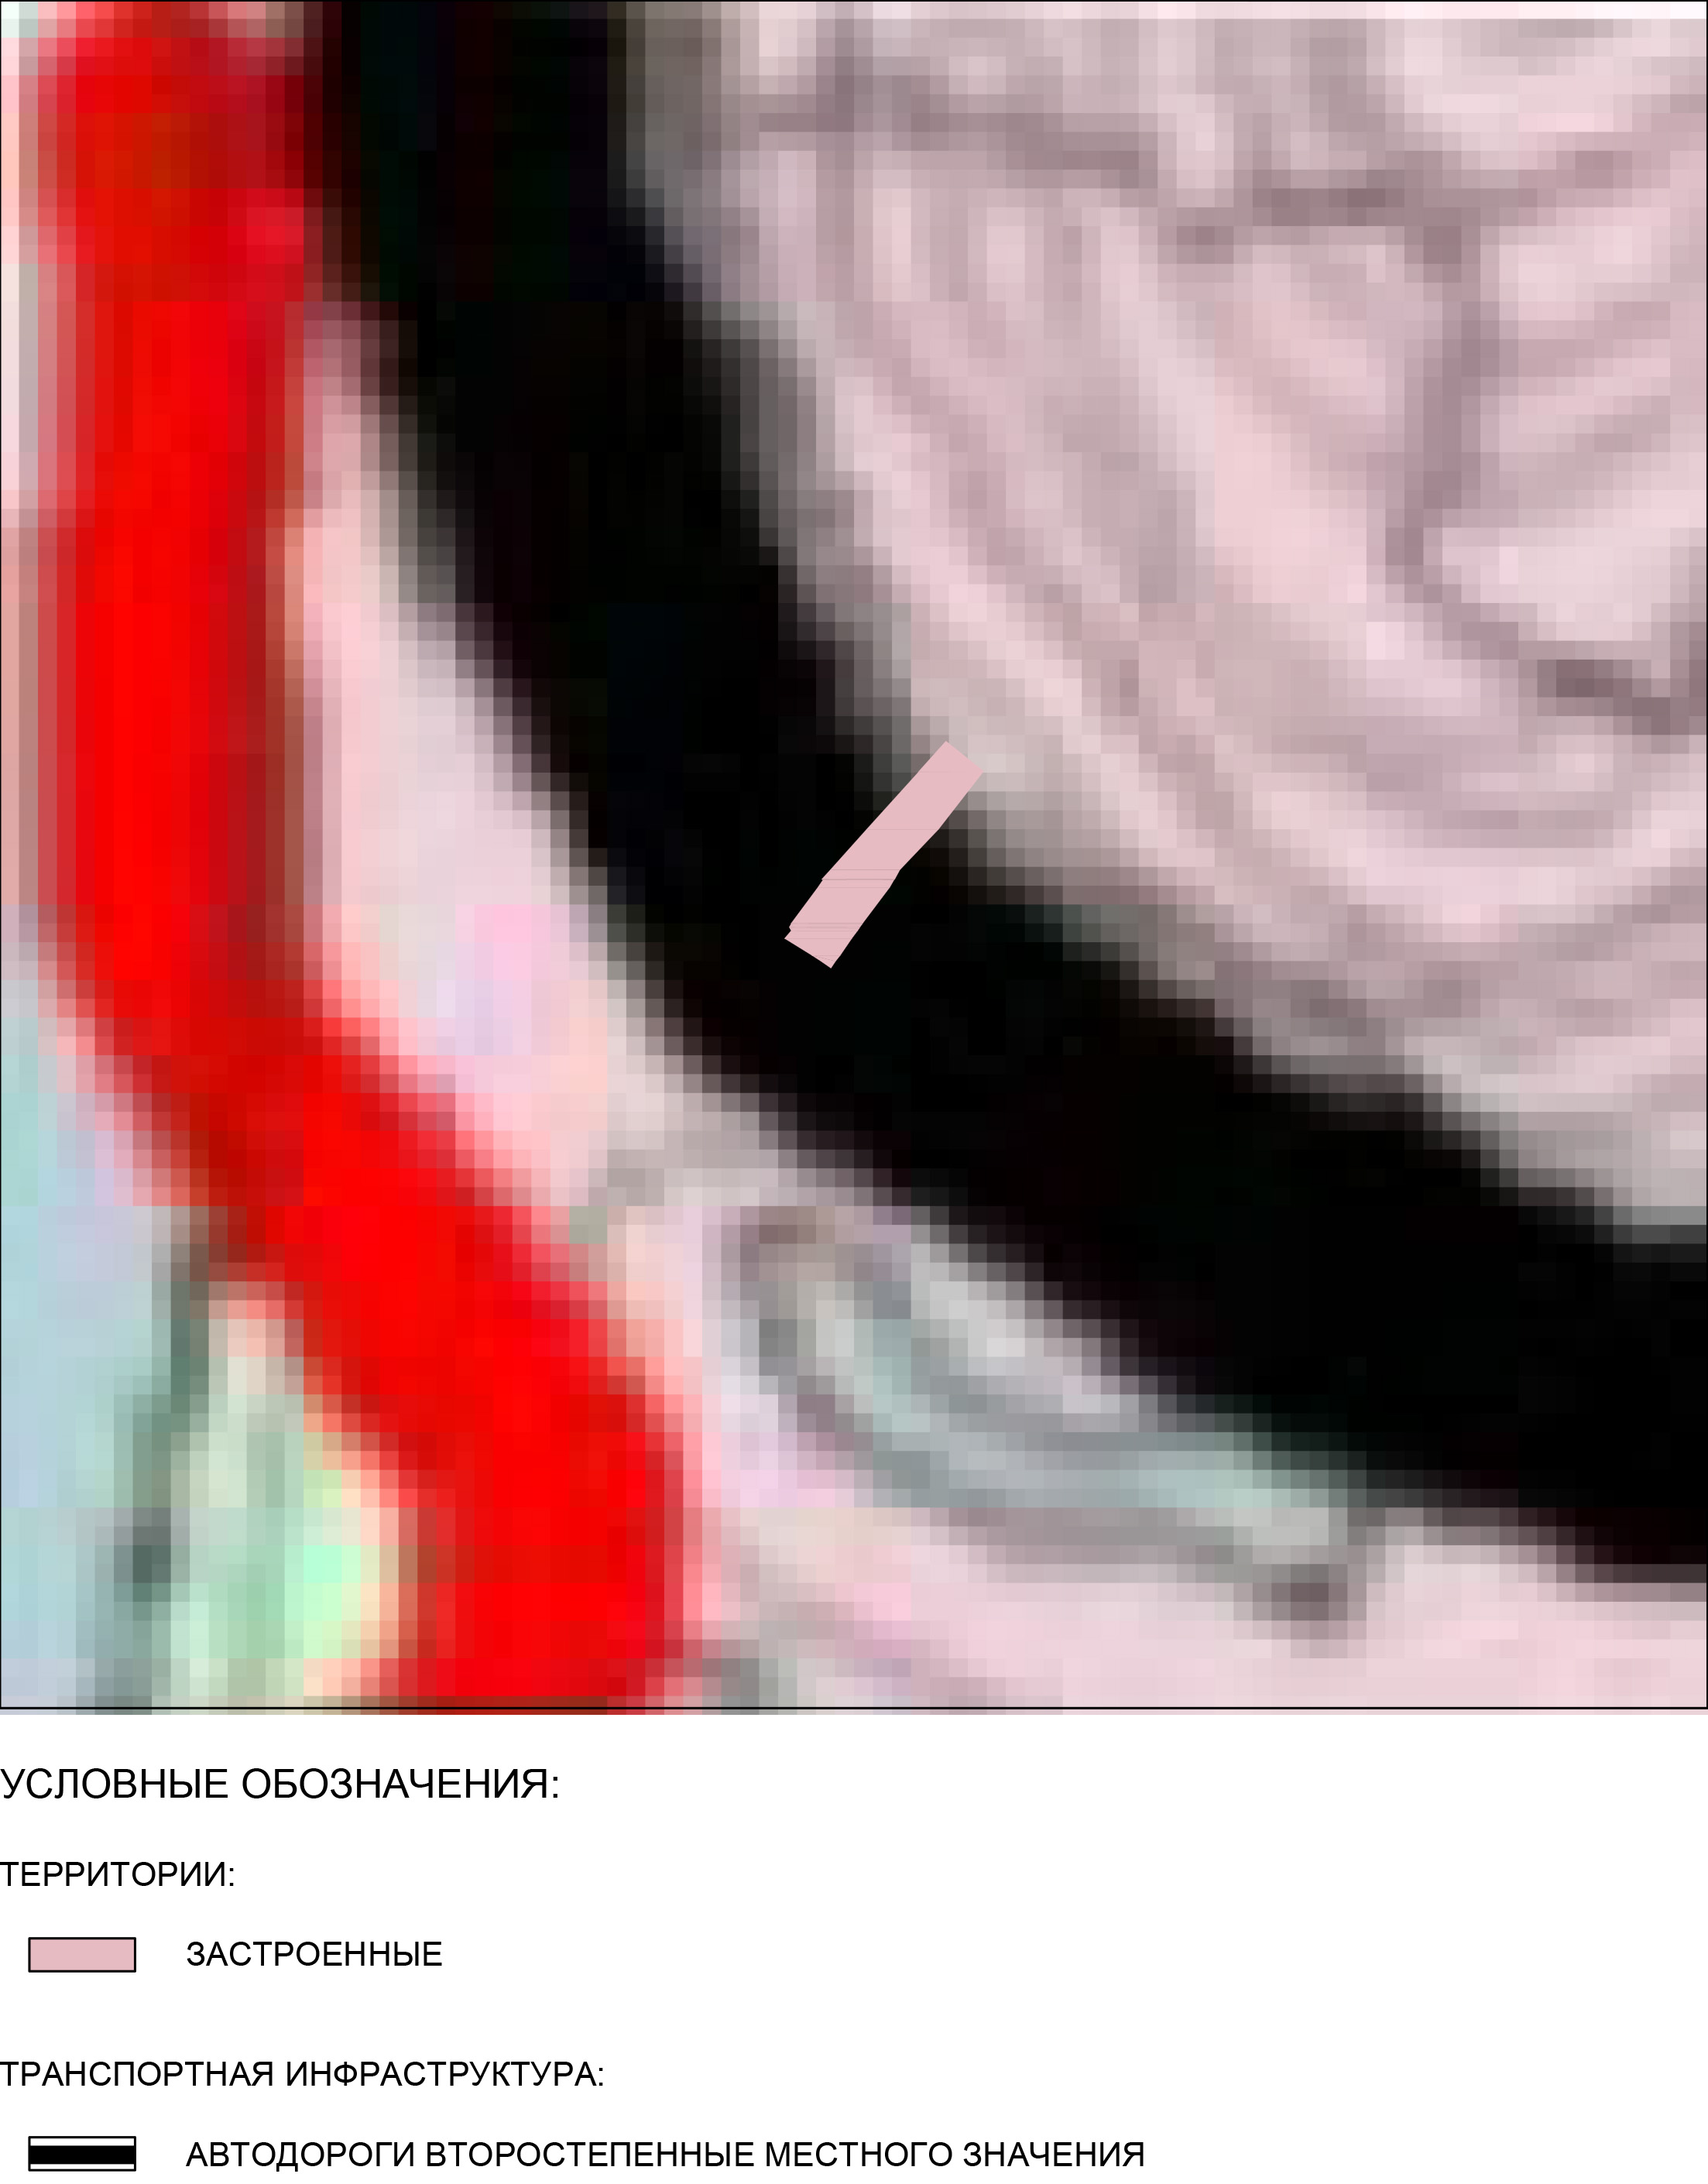 УСЛОВНЫЕ ОБОЗНАЧЕНИЯ:
ТЕРРИТОРИИ:
ЗАСТРОЕННЫЕ
ТРАНСПОРТНАЯ ИНФРАСТРУКТУРА:
АВТОДОРОГИ ВТОРОСТЕПЕННЫЕ МЕСТНОГО ЗНАЧЕНИЯ